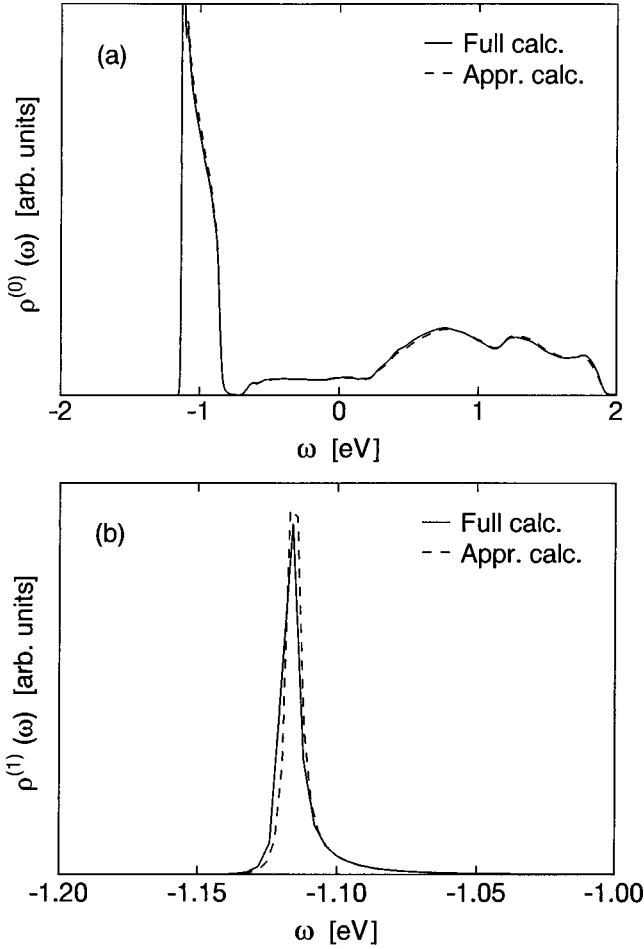 (a)
Full calc.
Appr. calc.
ρ⁽⁰⁾(ω) [arb. units]
-2 -1 0 1 2
ω [eV]
(b)
Full calc.
Appr. calc.
ρ⁽¹⁾(ω) [arb. units]
-1.20 -1.15 -1.10 -1.05 -1.00
ω [eV]